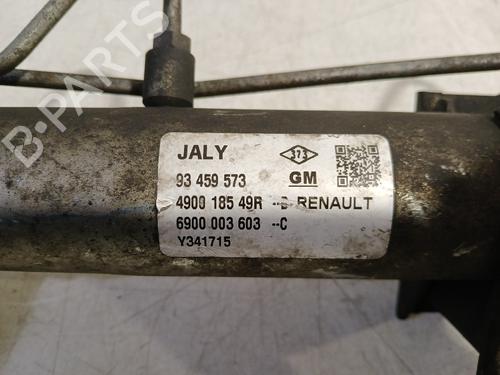 B-PARTS
JALY 373
93 459 573 GM
4900 185 49R --B RENAULT
6900 003 603 --C
Y341715